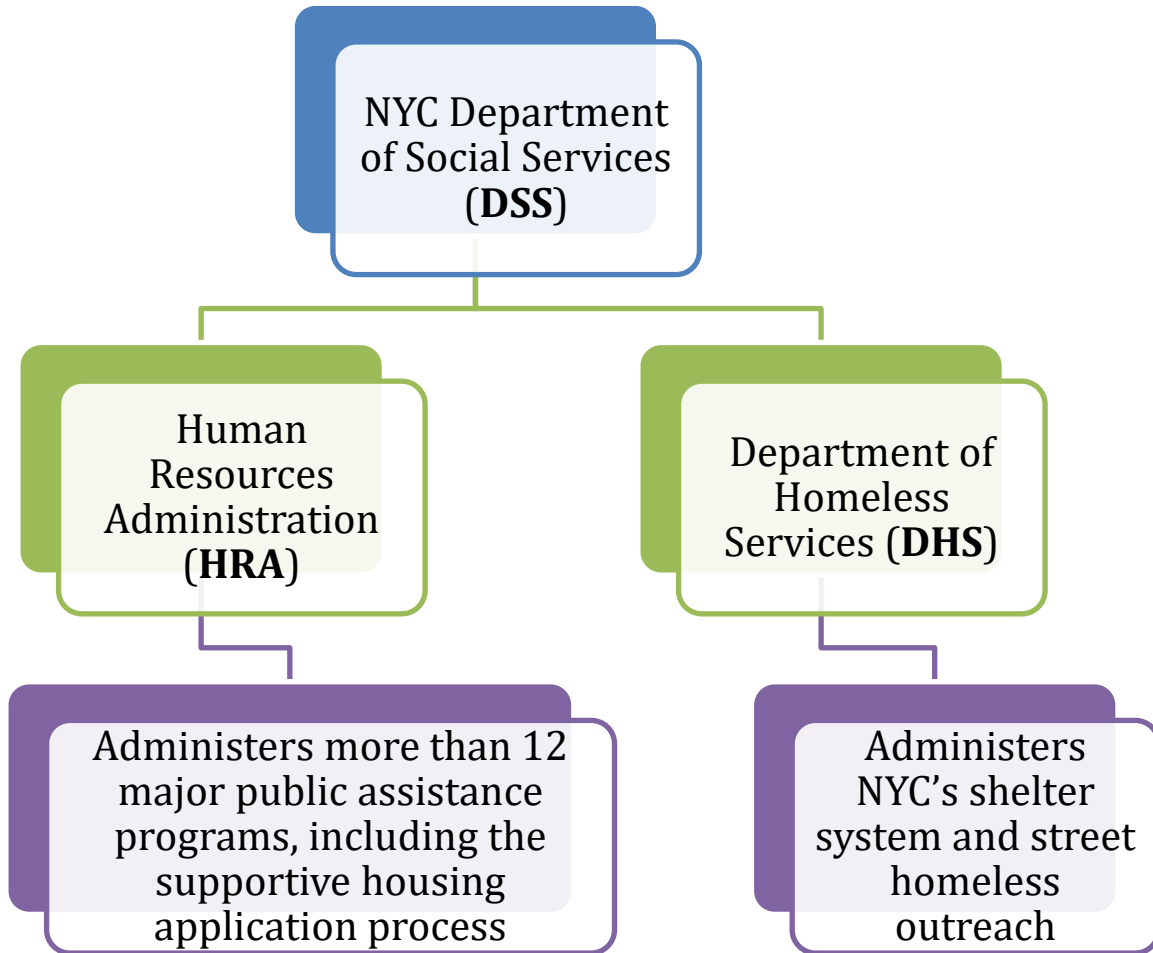 NYC Department
of Social Services
(DSS)
Human
Resources
Administration
(HRA)
Department of
Homeless
Services (DHS)
Administers more than 12
major public assistance
programs, including the
supportive housing
application process
Administers
NYC’s shelter
system and street
homeless
outreach